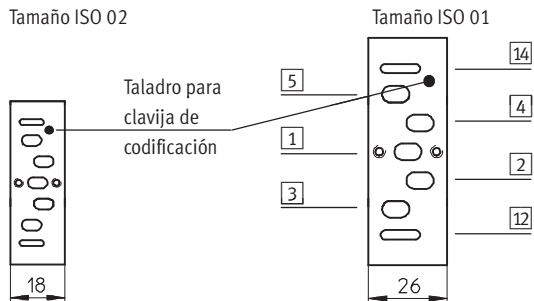 Tamaño ISO 02
Tamaño ISO 01
Taladro para
clavija de
codificación
5
1
3
14
4
2
12
18
26